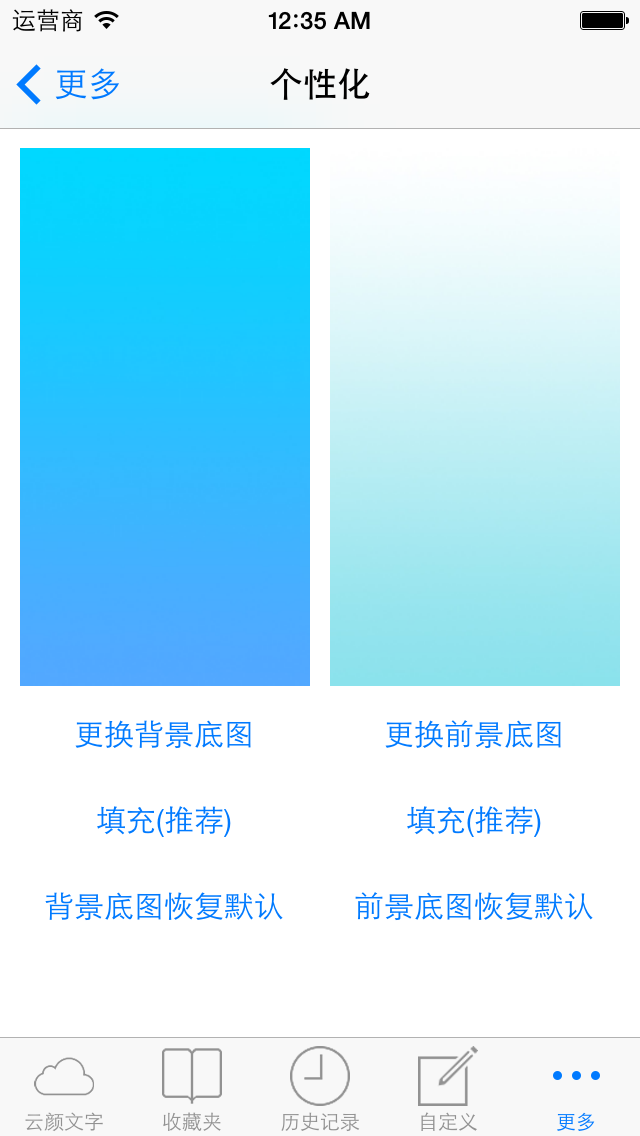 运营商 12:35 AM
更多 个性化
更换背景底图 更换前景底图
填充(推荐) 填充(推荐)
背景底图恢复默认 前景底图恢复默认
云颜文字 收藏夹 历史记录 自定义 更多